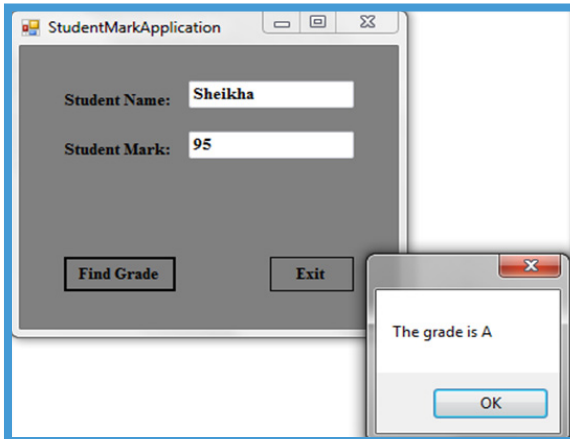 StudentMarkApplication
Student Name: Sheikha
Student Mark: 95
Find Grade Exit
The grade is A
OK